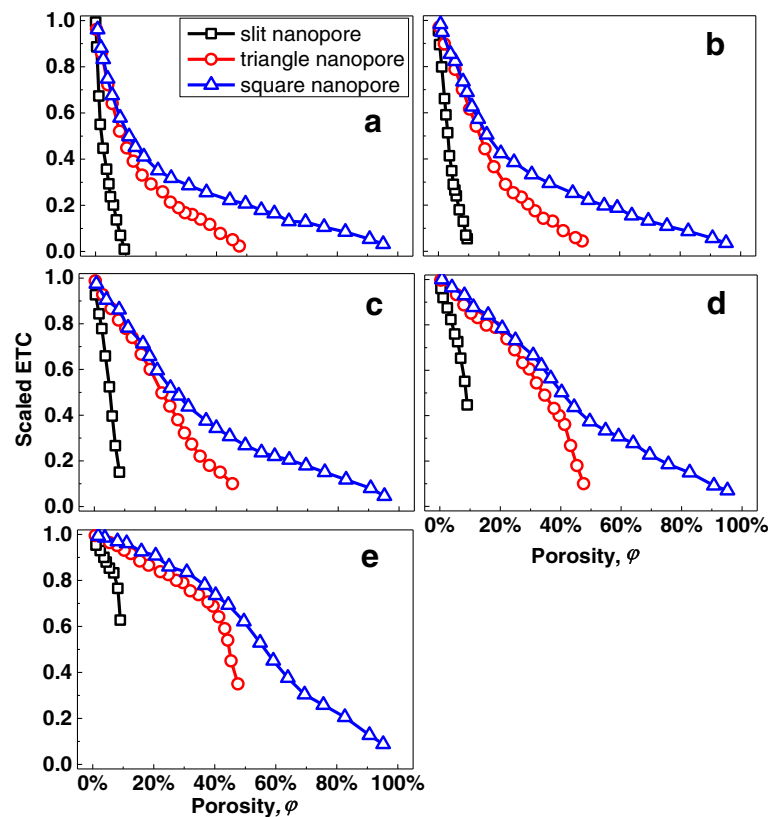 slit nanopore
triangle nanopore
square nanopore
a
b
c
d
e
1.0
0.8
0.6
0.4
0.2
0.0
1.0
0.8
0.6
0.4
0.2
0.0
1.0
0.8
0.6
0.4
0.2
0.0
Scaled ETC
0% 20% 40% 60% 80% 100%
Porosity, φ
0% 20% 40% 60% 80% 100%
Porosity, φ